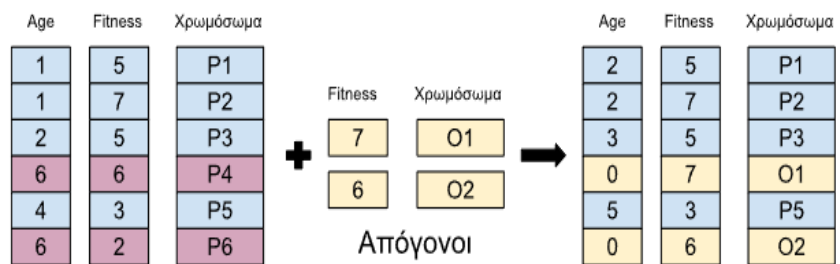 Age Fitness Χρωμόσωμα
1 5 P1
1 7 P2
2 5 P3
6 6 P4
4 3 P5
6 2 P6
Fitness Χρωμόσωμα
7 O1
6 O2
Απόγονοι
Age Fitness Χρωμόσωμα
2 5 P1
2 7 P2
3 5 P3
0 7 O1
5 3 P5
0 6 O2